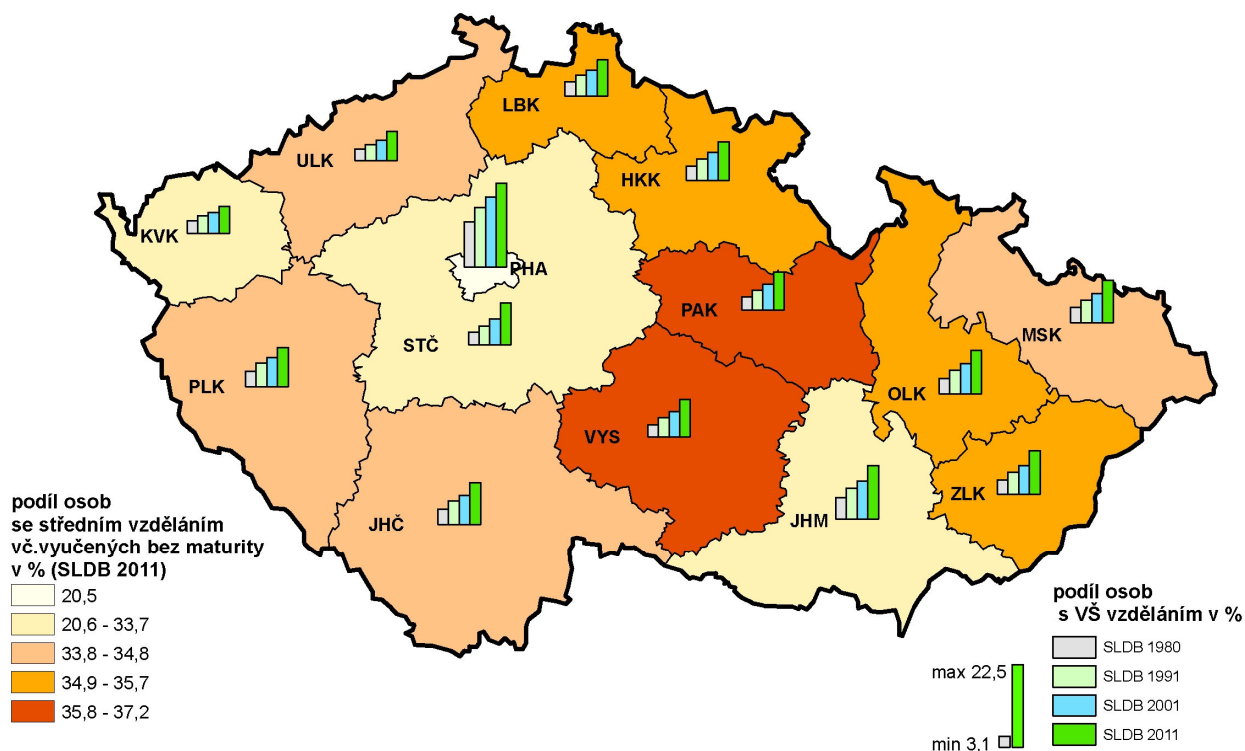 LBK
ULK
HKK
KVK
PHA
PAK
STČ
MSK
PLK
OLK
VYS
ZLK
JHČ
JHM
podíl osob
se středním vzděláním
vč.vyučených bez maturity
v % (SLDB 2011)
20,5
20,6 - 33,7
33,8 - 34,8
34,9 - 35,7
35,8 - 37,2
max 22,5
min 3,1
podíl osob
s VŠ vzděláním v %
SLDB 1980
SLDB 1991
SLDB 2001
SLDB 2011